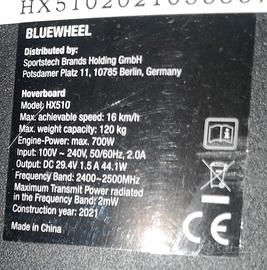 BLUEWHEEL
Distributed by:
Sportstech Brands Holding GmbH
Potsdamer Platz 11, 10785 Berlin, Germany
Hoverboard
Model: HX510
Max. achievable speed: 16 km/h
Max. weight capacity: 120 kg
Engine-Power: max. 700W
Input: 100V ~ 240V, 50/60Hz, 2.0A
Output: DC 29.4V 1.5 A 44.1W
Frequency Band: 2400~2500MHz
Maximum Transmit Power radiated
in the Frequency Band: 2mW
Construction year: 2021
Made in China
CE